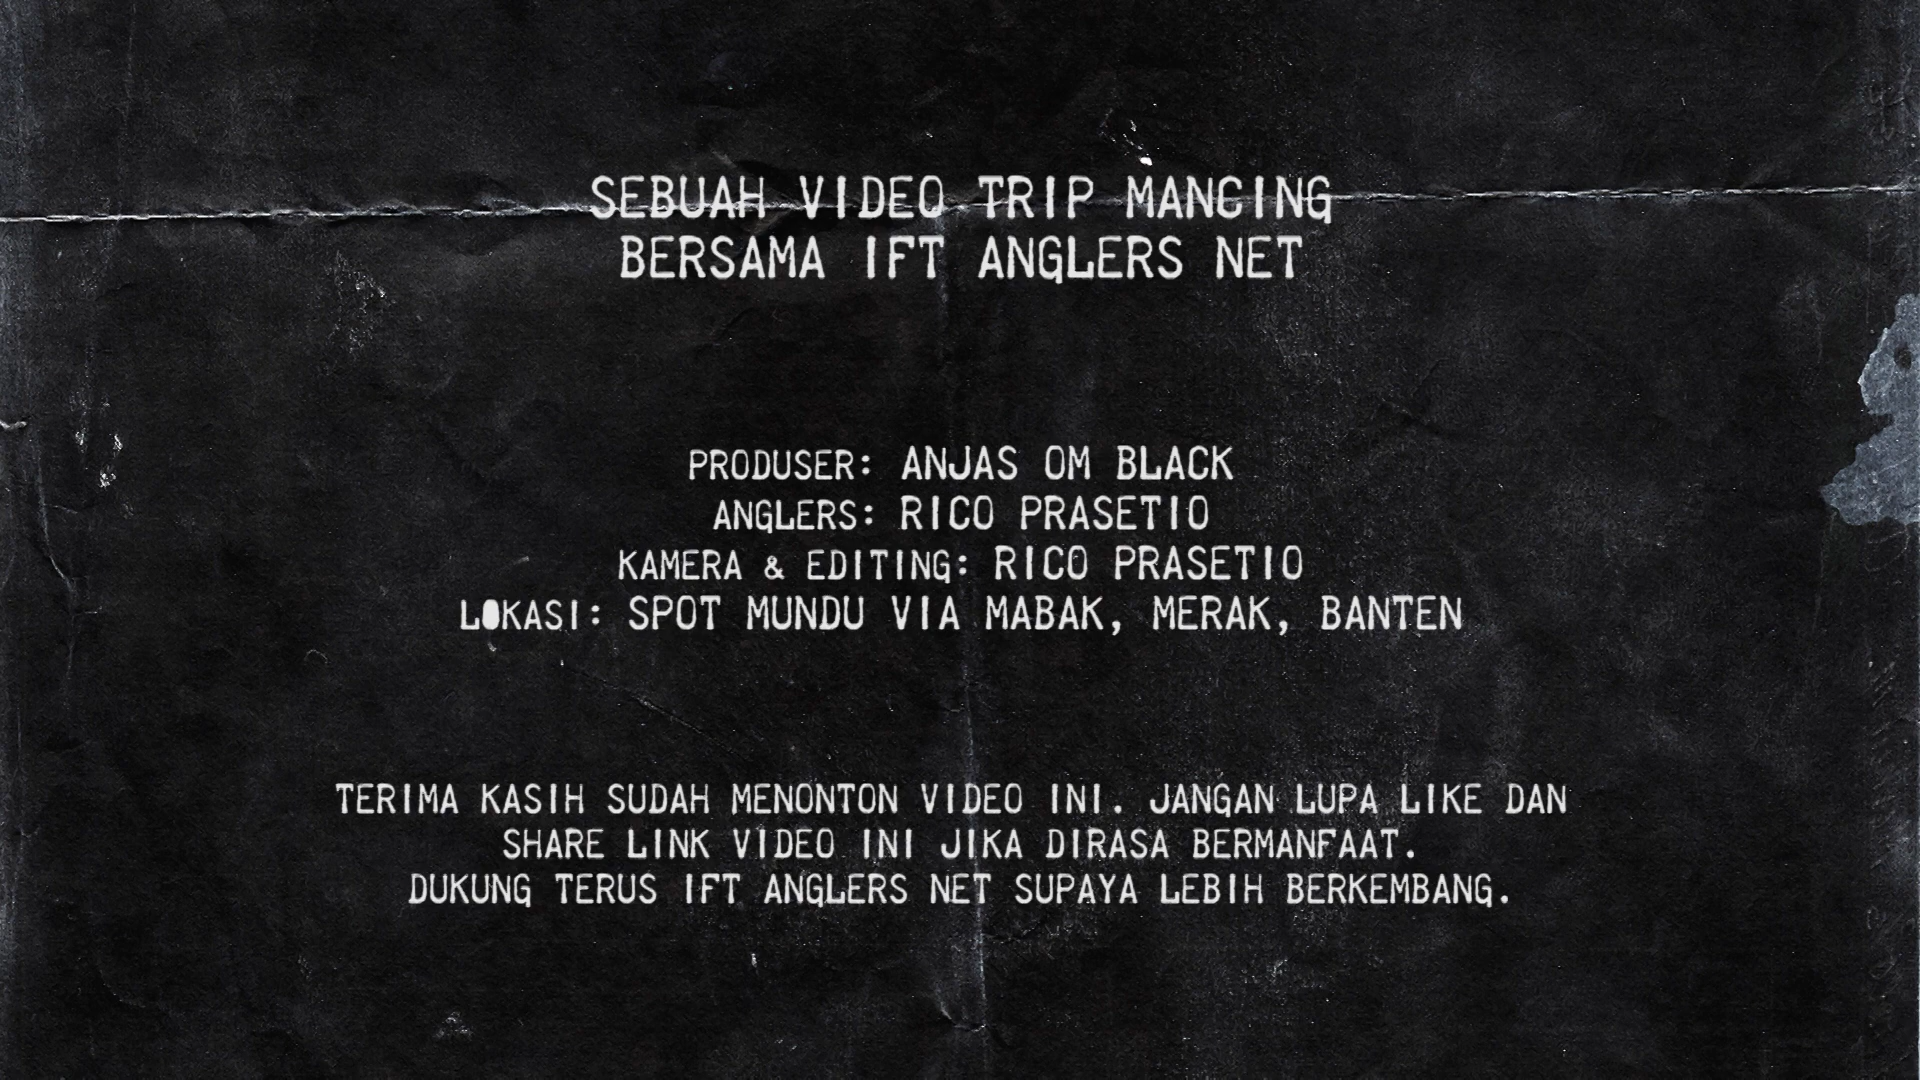 SEBUAH VIDEO TRIP MANCING
BERSAMA IFT ANGLERS NET
PRODUSER: ANJAS OM BLACK
ANGLERS: RICO PRASETIO
KAMERA & EDITING: RICO PRASETIO
LOKASI: SPOT MUNDU VIA MABAK, MERAK, BANTEN
TERIMA KASIH SUDAH MENONTON VIDEO INI. JANGAN LUPA LIKE DAN
SHARE LINK VIDEO INI JIKA DIRASA BERMANFAAT.
DUKUNG TERUS IFT ANGLERS NET SUPAYA LEBIH BERKEMBANG.